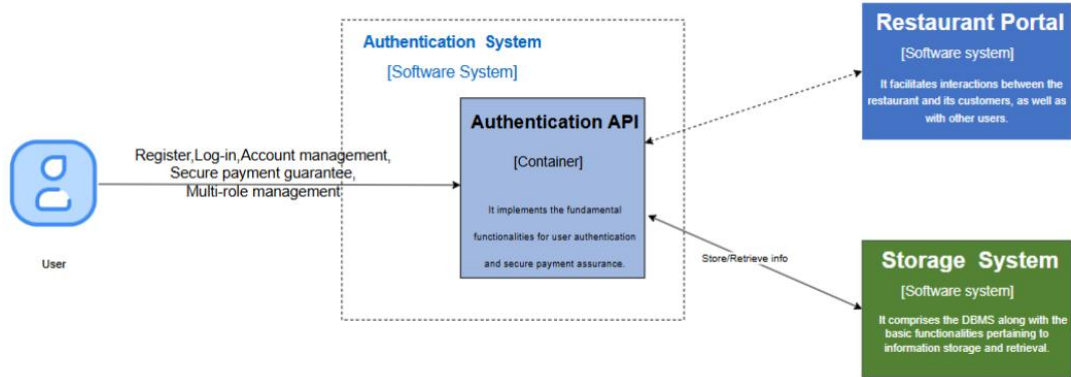 Authentication System
[Software System]
Authentication API
[Container]
It implements the fundamental
functionalities for user authentication
and secure payment assurance.
Register,Log-in,Account management,
Secure payment guarantee,
Multi-role management
User
Restaurant Portal
[Software system]
It facilitates interactions between the
restaurant and its customers, as well as
with other users.
Store/Retrieve info
Storage System
[Software system]
It comprises the DBMS along with the
basic functionalities pertaining to
information storage and retrieval.